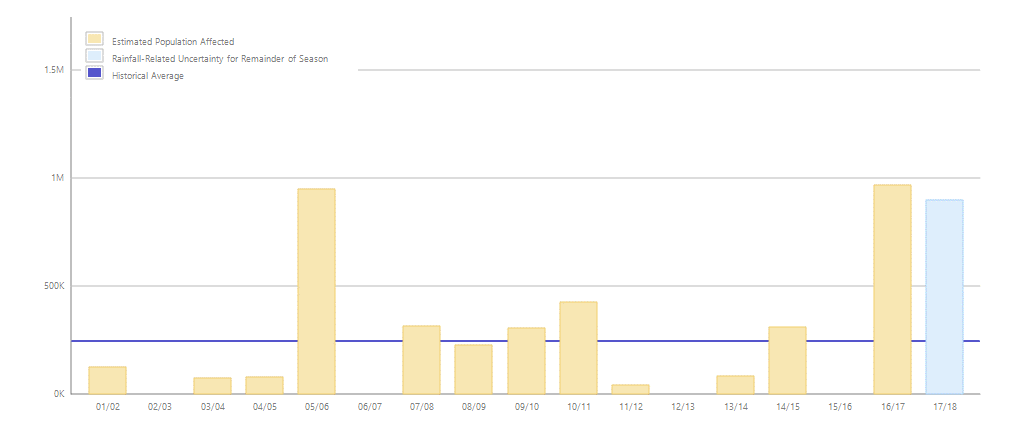 Estimated Population Affected
Rainfall-Related Uncertainty for Remainder of Season
1.5M
Historical Average
1M
500K
0K
01/02 02/03 03/04 04/05 05/06 06/07 07/08 08/09 09/10 10/11 11/12 12/13 13/14 14/15 15/16 16/17 17/18